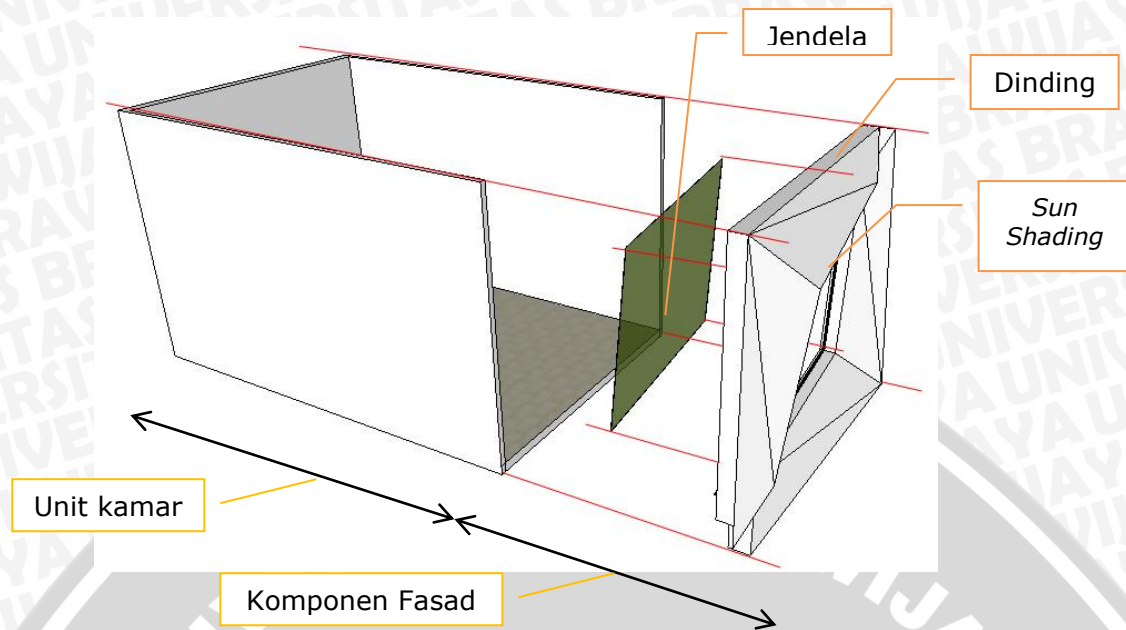 Jendela
Dinding
Sun
Shading
Unit kamar
Komponen Fasad